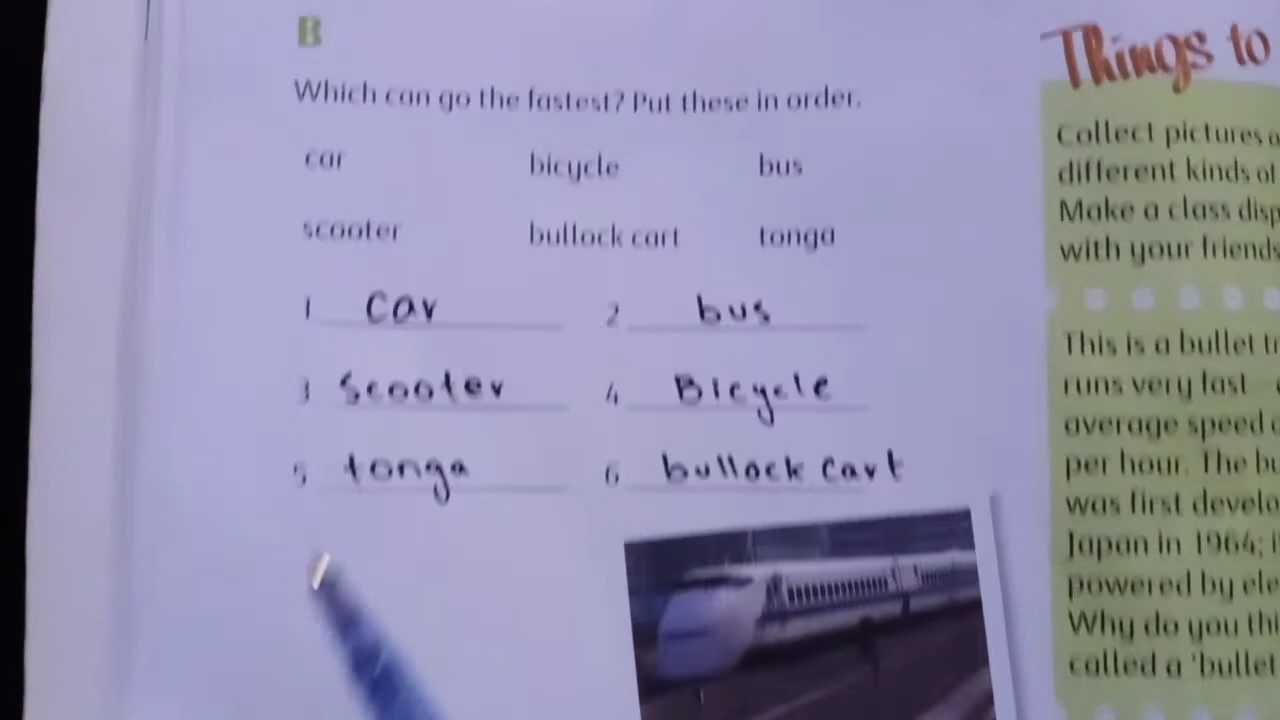 B
Things to
Which can go the fastest? Put these in order.
car bicycle bus
scooter bullock cart tonga
1 car 2 bus
3 scooter 4 Bicycle
5 tonga 6 bullock cart
Collect pictures
different kinds of
Make a class
with your friends
This is a bullet
runs very fast
average speed
per hour. The
was first
Japan in 1964;
powered by
Why do you
called a 'bullet